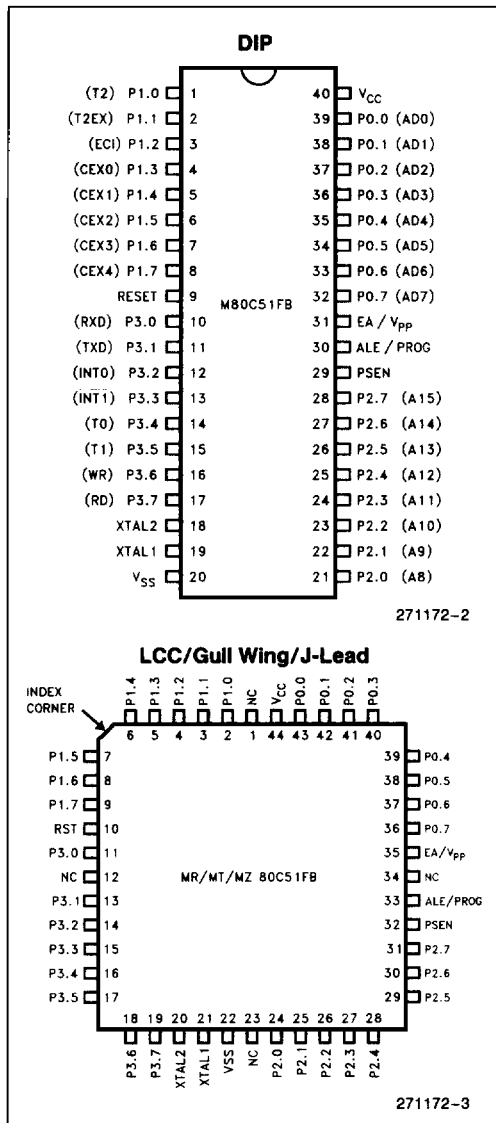 DIP
(T2) P1.0 1 40 VCC
(T2EX) P1.1 2 39 P0.0 (AD0)
(ECI) P1.2 3 38 P0.1 (AD1)
(CEX0) P1.3 4 37 P0.2 (AD2)
(CEX1) P1.4 5 36 P0.3 (AD3)
(CEX2) P1.5 6 35 P0.4 (AD4)
(CEX3) P1.6 7 34 P0.5 (AD5)
(CEX4) P1.7 8 33 P0.6 (AD6)
RESET 9 32 P0.7 (AD7)
M80C51FB
(RXD) P3.0 10 31 EA / VPP
(TXD) P3.1 11 30 ALE / PROG
(INT0) P3.2 12 29 PSEN
(INT1) P3.3 13 28 P2.7 (A15)
(T0) P3.4 14 27 P2.6 (A14)
(T1) P3.5 15 26 P2.5 (A13)
(WR) P3.6 16 25 P2.4 (A12)
(RD) P3.7 17 24 P2.3 (A11)
XTAL2 18 23 P2.2 (A10)
XTAL1 19 22 P2.1 (A9)
VSS 20 21 P2.0 (A8)
271172-2
LCC/Gull Wing/J-Lead
INDEX
CORNER
P1.4 P1.3 P1.2 P1.1 P1.0 NC VCC P0.0 P0.1 P0.2 P0.3
6 5 4 3 2 1 44 43 42 41 40
P1.5 7 39 P0.4
P1.6 8 38 P0.5
P1.7 9 37 P0.6
RST 10 36 P0.7
P3.0 11 35 EA/VPP
NC 12 34 NC
MR/MT/MZ 80C51FB
P3.1 13 33 ALE/PROG
P3.2 14 32 PSEN
P3.3 15 31 P2.7
P3.4 16 30 P2.6
P3.5 17 29 P2.5
18 19 20 21 22 23 24 25 26 27 28
P3.6 P3.7 XTAL2 XTAL1 VSS NC P2.0 P2.1 P2.2 P2.3 P2.4
271172-3